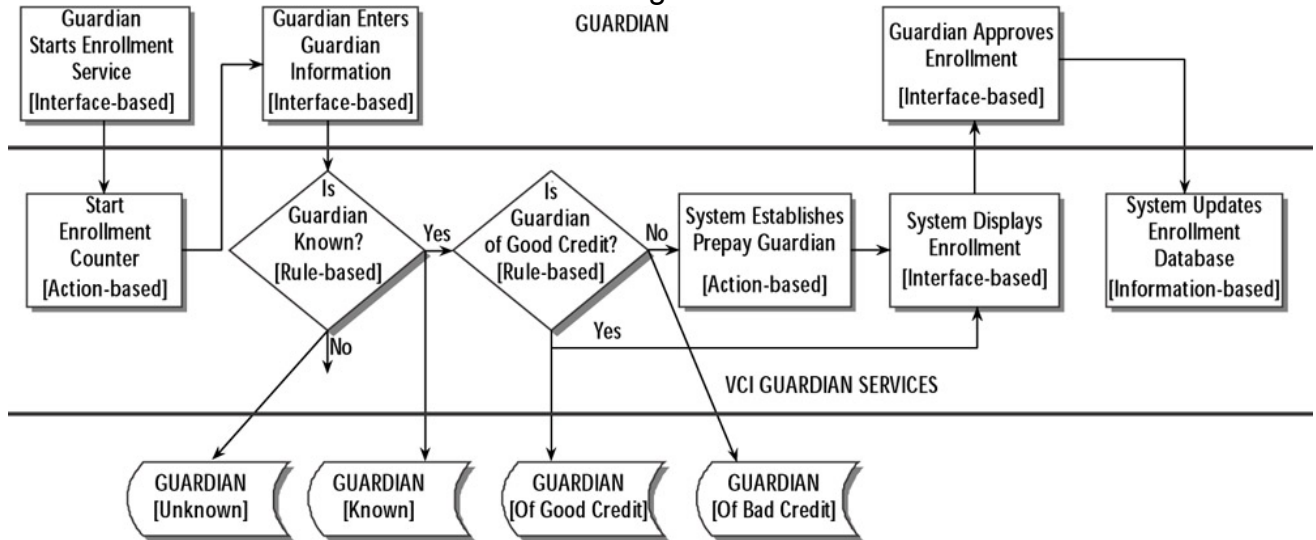 GUARDIAN
Guardian
Starts Enrollment
Service
[Interface-based]
Guardian Enters
Guardian
Information
[Interface-based]
Guardian Approves
Enrollment
[Interface-based]
Start
Enrollment
Counter
[Action-based]
Is
Guardian
Known?
[Rule-based]
Yes
No
Is
Guardian
of Good Credit?
[Rule-based]
No
Yes
System Establishes
Prepay Guardian
[Action-based]
System Displays
Enrollment
[Interface-based]
System Updates
Enrollment
Database
[Information-based]
VCI GUARDIAN SERVICES
GUARDIAN
[Unknown]
GUARDIAN
[Known]
GUARDIAN
[Of Good Credit]
GUARDIAN
[Of Bad Credit]